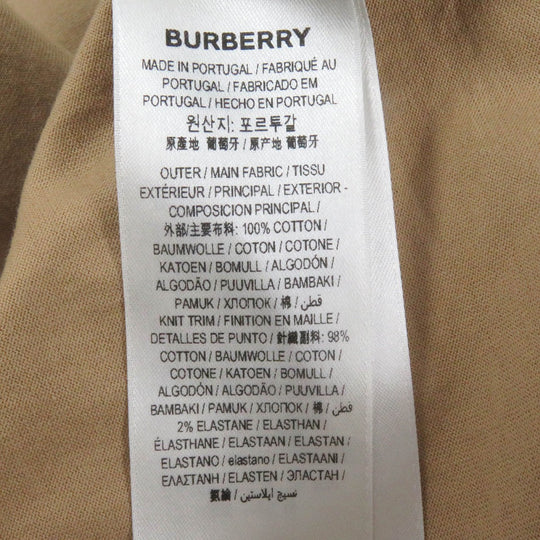 BURBERRY
MADE IN PORTUGAL / FABRIQUÉ AU
PORTUGAL / FABRICADO EM
PORTUGAL / HECHO EN PORTUGAL
원산지: 포르투갈
原產地 葡萄牙 / 原产地 葡萄牙
OUTER / MAIN FABRIC / TISSU
EXTÉRIEUR / PRINCIPAL / EXTERIOR -
COMPOSICIÓN PRINCIPAL /
外部/主要布料: 100% COTTON /
BAUMWOLLE / COTON / COTONE /
KATOEN / BOMULL / ALGODÓN /
ALGODÃO / PUUVILLA / BAMBAKI /
PAMUK / ХЛОПОК / 棉 / قطن /
KNIT TRIM / FINITION EN MAILLE /
DETALLES DE PUNTO / 針織副料: 98%
COTTON / BAUMWOLLE / COTON /
COTONE / KATOEN / BOMULL /
ALGODÓN / ALGODÃO / PUUVILLA /
BAMBAKI / PAMUK / ХЛОПОК / 棉 / قطن /
2% ELASTANE / ELASTHAN /
ÉLASTHANE / ELASTAAN / ELASTAN /
ELASTANO / elastano / ELASTAANI /
ΕΛΑΣΤΑΝΗ / ELASTEN / ЭЛАСТАН /
氨綸 / نسيج إيلاستين /